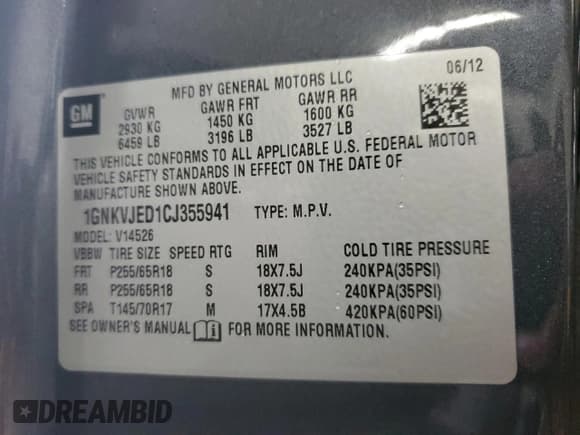 06/12
GM
MFD BY GENERAL MOTORS LLC
GVWR GAWR FRT GAWR RR
2930 KG 1450 KG 1600 KG
6459 LB 3196 LB 3527 LB
THIS VEHICLE CONFORMS TO ALL APPLICABLE U.S. FEDERAL MOTOR
VEHICLE SAFETY STANDARDS IN EFFECT ON THE DATE OF
MANUFACTURE SHOWN ABOVE.
1GNKVJED1CJ355941 TYPE: M.P.V.
MODEL: V14526
VBBW TIRE SIZE SPEED RTG RIM COLD TIRE PRESSURE
FRT P255/65R18 S 18X7.5J 240KPA(35PSI)
RR P255/65R18 S 18X7.5J 240KPA(35PSI)
SPA T145/70R17 M 17X4.5B 420KPA(60PSI)
SEE OWNER'S MANUAL FOR MORE INFORMATION.
DREAMBID